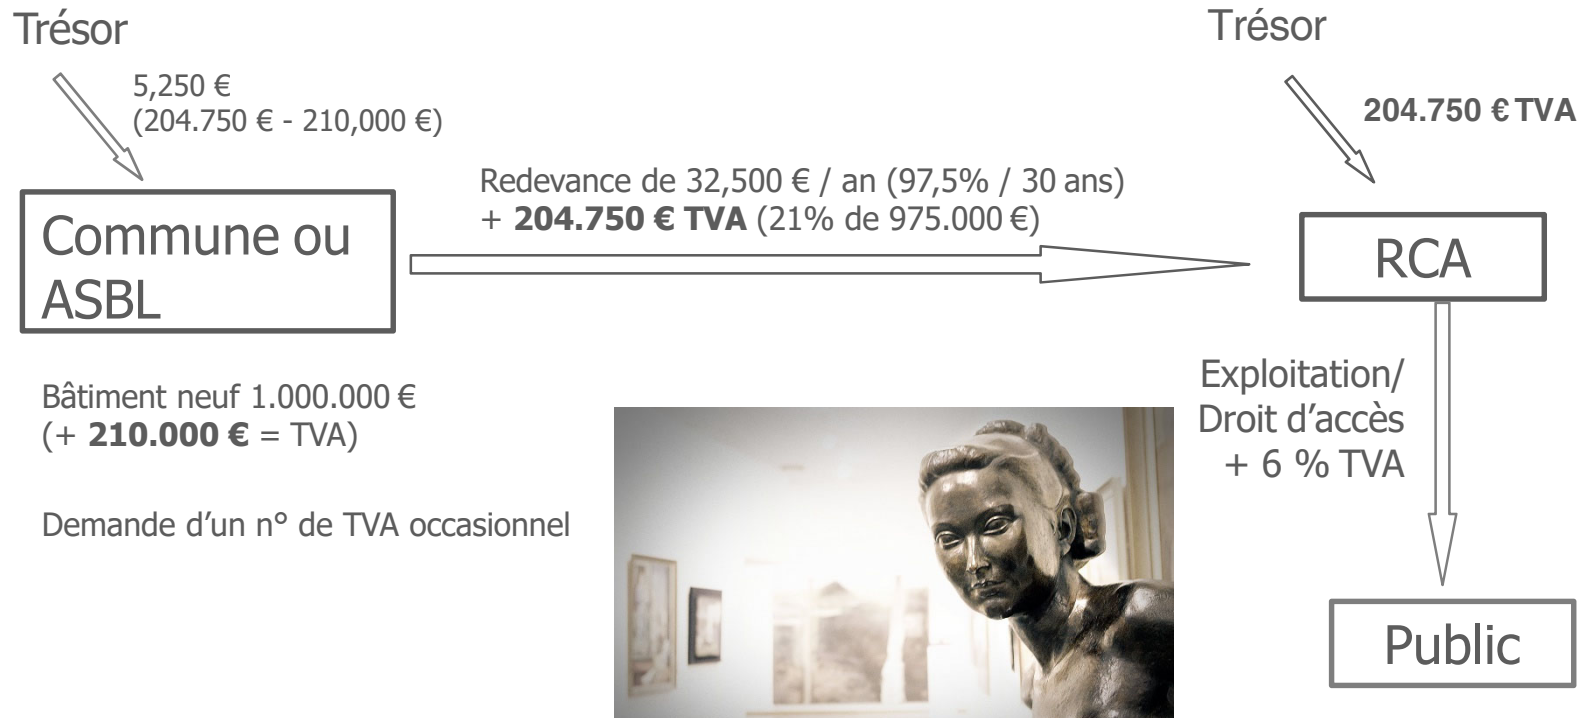 Trésor
5,250 €
(204.750 € - 210,000 €)
Commune ou
ASBL
Bâtiment neuf 1.000.000 €
(+ 210.000 € = TVA)
Demande d’un n° de TVA occasionnel
Redevance de 32,500 € / an (97,5% / 30 ans)
+ 204.750 € TVA (21% de 975.000 €)
Trésor
204.750 € TVA
RCA
Exploitation/
Droit d’accès
+ 6 % TVA
Public